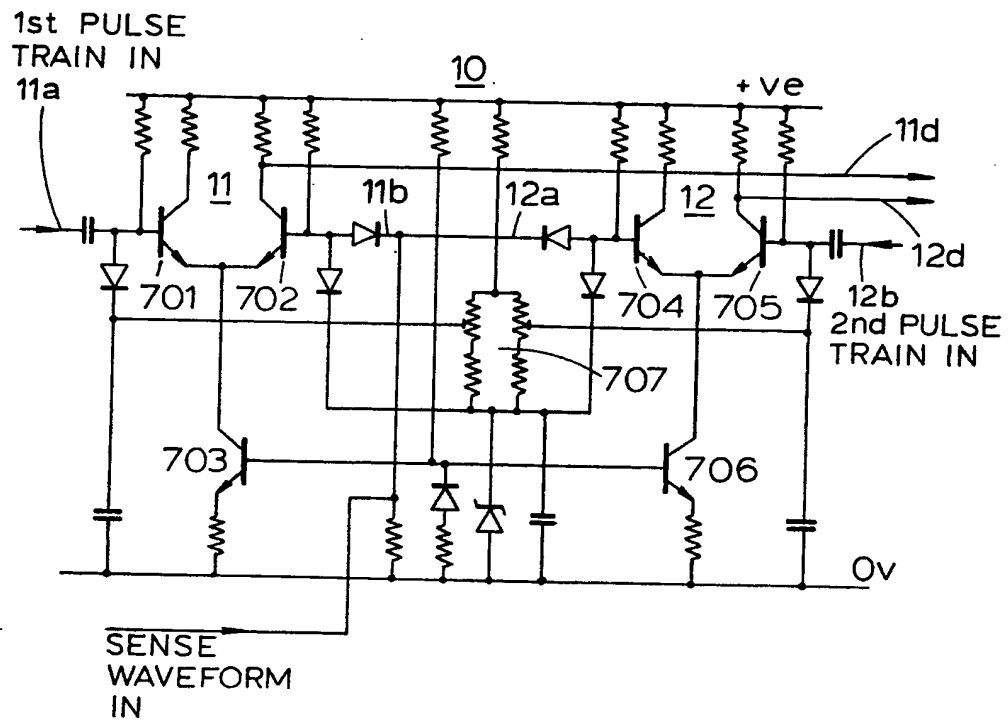 1st PULSE
TRAIN IN
11a
10
+ve
11d
11
11b
12a
12
12d
701
702
704
705
12b
2nd PULSE
TRAIN IN
707
703
706
0v
SENSE
WAVEFORM
IN